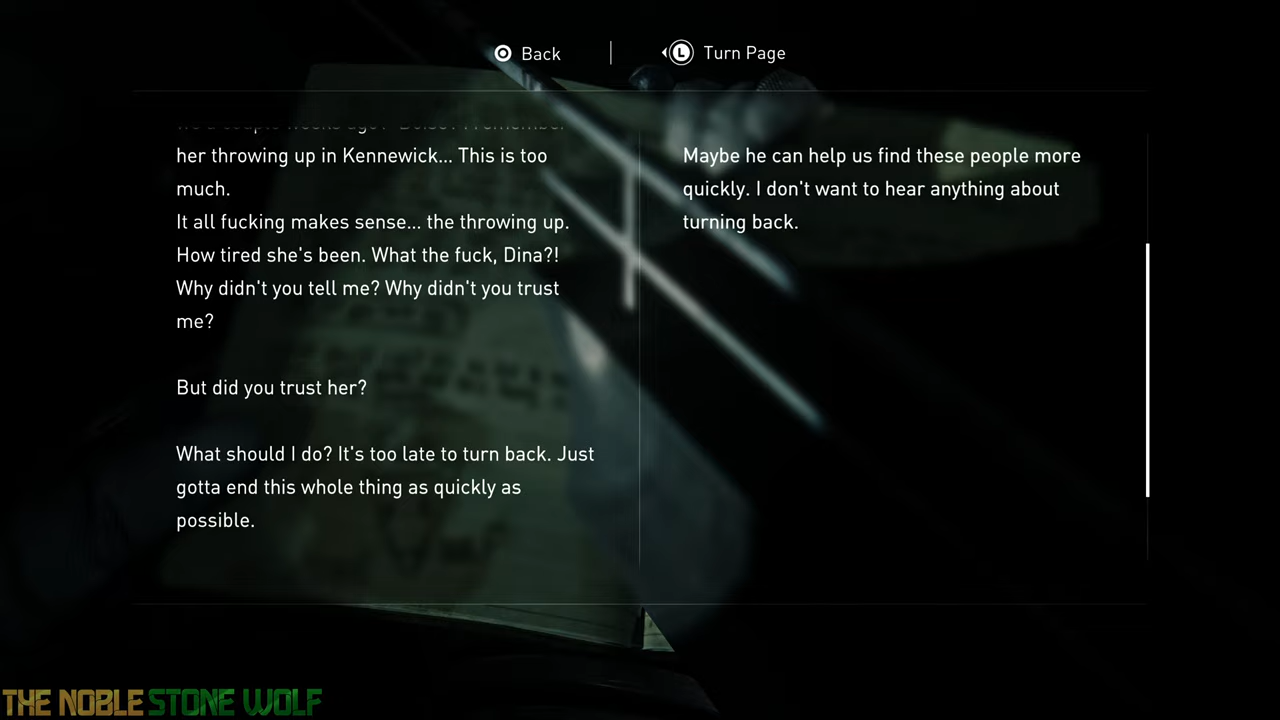 Back
Turn Page
her throwing up in Kennewick... This is too
much.
It all fucking makes sense... the throwing up.
How tired she's been. What the fuck, Dina?!
Why didn't you tell me? Why didn't you trust
me?
But did you trust her?
What should I do? It's too late to turn back. Just
gotta end this whole thing as quickly as
possible.
Maybe he can help us find these people more
quickly. I don't want to hear anything about
turning back.
THE NOBLE STONE WOLF